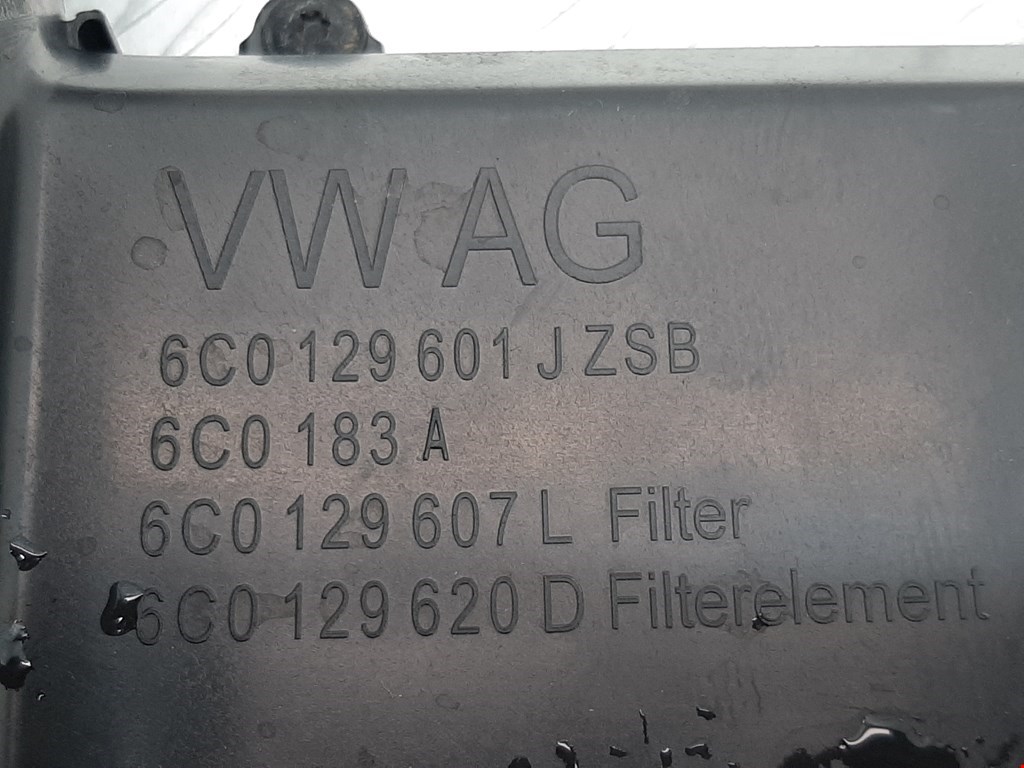 VW AG
6C0 129 601 J ZSB
6C0 183 A
6C0 129 607 L Filter
6C0 129 620 D Filterelement